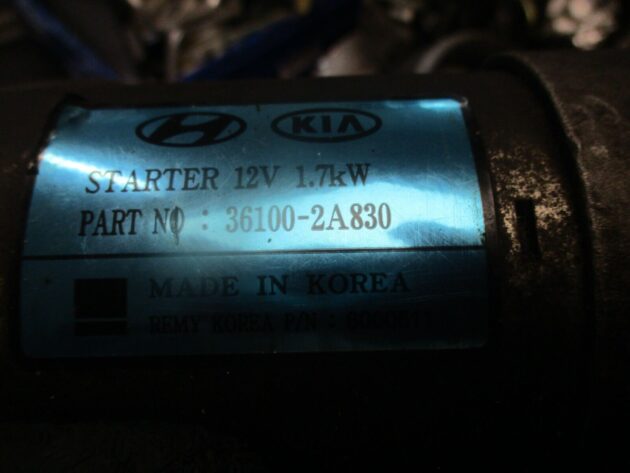 KIA
STARTER 12V 1.7kW
PART NO : 36100-2A830
MADE IN KOREA
REMY KOREA P/N :